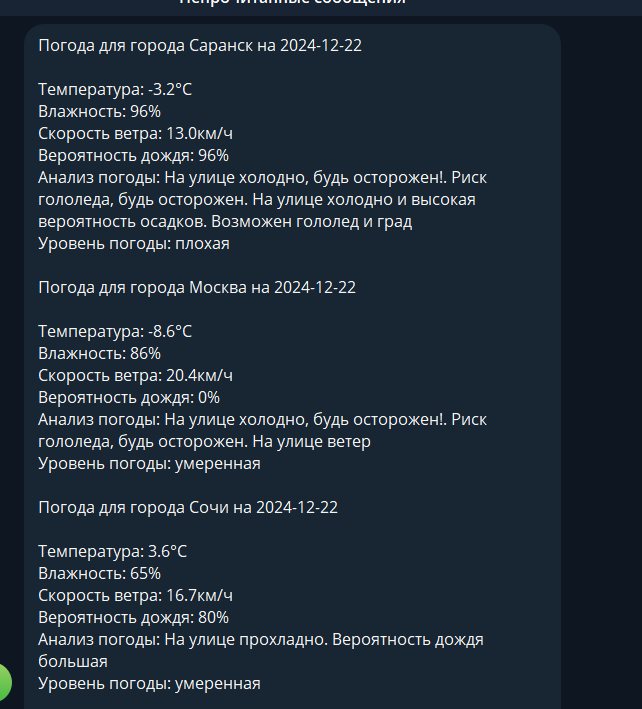 Непрочитанные сообщения
Погода для города Саранск на 2024-12-22
Температура: -3.2°C
Влажность: 96%
Скорость ветра: 13.0км/ч
Вероятность дождя: 96%
Анализ погоды: На улице холодно, будь осторожен!. Риск
гололеда, будь осторожен. На улице холодно и высокая
вероятность осадков. Возможен гололед и град
Уровень погоды: плохая
Погода для города Москва на 2024-12-22
Температура: -8.6°C
Влажность: 86%
Скорость ветра: 20.4км/ч
Вероятность дождя: 0%
Анализ погоды: На улице холодно, будь осторожен!. Риск
гололеда, будь осторожен. На улице ветер
Уровень погоды: умеренная
Погода для города Сочи на 2024-12-22
Температура: 3.6°C
Влажность: 65%
Скорость ветра: 16.7км/ч
Вероятность дождя: 80%
Анализ погоды: На улице прохладно. Вероятность дождя
большая
Уровень погоды: умеренная